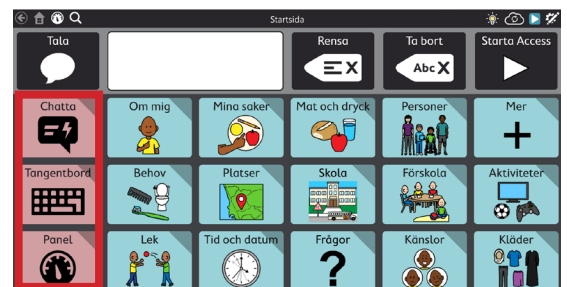 Startsida
Tala
Rensa
Ta bort
Abc X
Starta Access
Chatta
Om mig
Mina saker
Mat och dryck
Personer
Mer
Tangentbord
Behov
Platser
Skola
Förskola
Aktiviteter
Panel
Lek
Tid och datum
Frågor
?
Känslor
Kläder